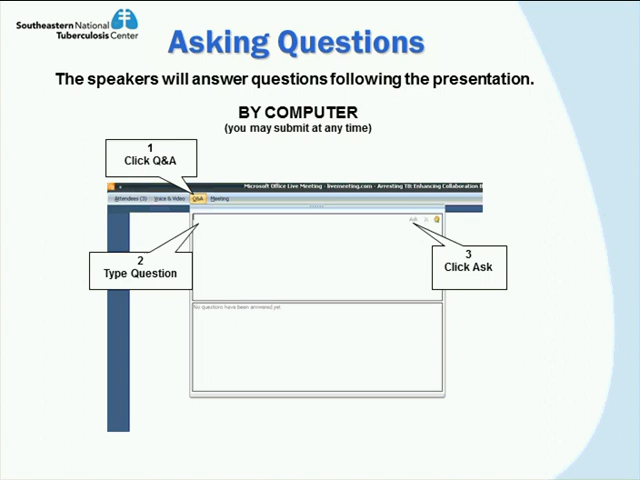 Southeastern National
Tuberculosis Center
Asking Questions
The speakers will answer questions following the presentation.
BY COMPUTER
(you may submit at any time)
1
Click Q&A
Microsoft Office Live Meeting - livemeeting.com - Arresting TB: Enhancing Collaboration B
Attendees (3) Voice & Video Q&A Meeting
Ask
2
Type Question
3
Click Ask
No questions have been answered yet